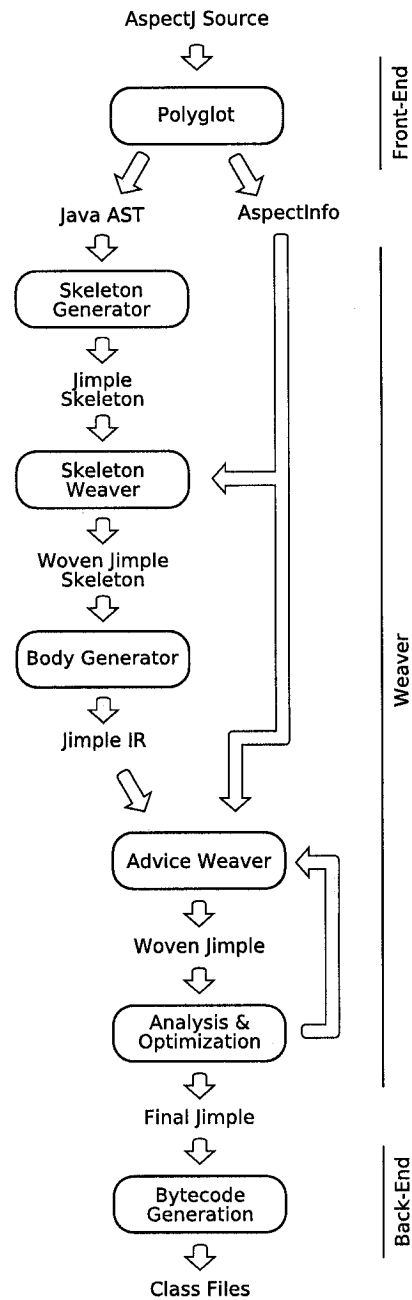 AspectJ Source
Polyglot
Front-End
Java AST
AspectInfo
Skeleton
Generator
Jimple
Skeleton
Skeleton
Weaver
Woven Jimple
Skeleton
Body Generator
Weaver
Jimple IR
Advice Weaver
Woven Jimple
Analysis &
Optimization
Final Jimple
Bytecode
Generation
Back-End
Class Files